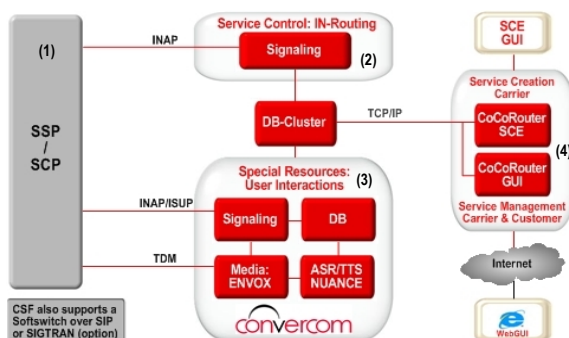 (1)
SSP
/
SCP
INAP
Service Control: IN-Routing
Signaling
(2)
DB-Cluster
TCP/IP
SCE
GUI
Service Creation
Carrier
CoCoRouter
SCE
(4)
CoCoRouter
GUI
Service Management
Carrier & Customer
Special Resources:
User Interactions
(3)
INAP/ISUP
Signaling
DB
TDM
Media:
ENVOX
ASR/TTS
NUANCE
convercom
Internet
WebGUI
CSF also supports a
Softswitch over SIP
or SIGTRAN (option)